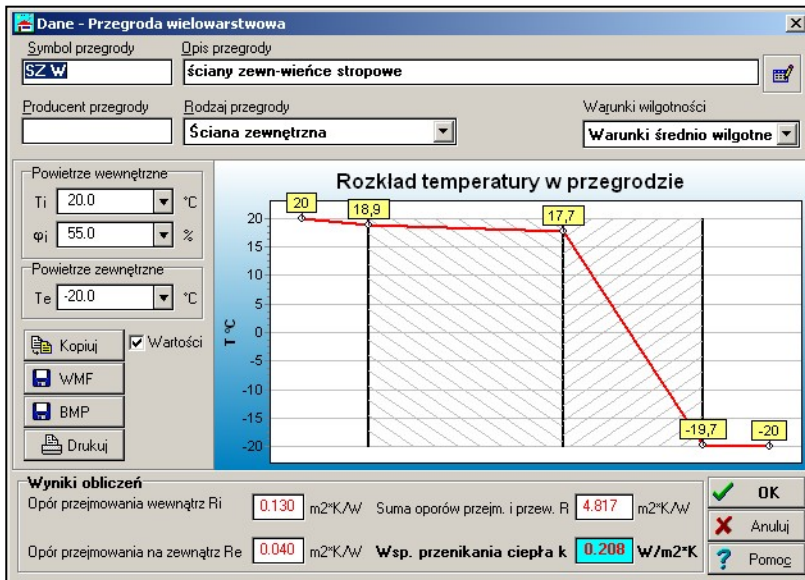 Dane - Przegroda wielowarstwowa
Symbol przegrody
Opis przegrody
SZ W
ściany zewn-wieńce stropowe
Producent przegrody
Rodzaj przegrody
Warunki wilgotności
Ściana zewnętrzna
Warunki średnio wilgotne
Powietrze wewnętrzne
Ti 20.0 °C
φi 55.0 %
Powietrze zewnętrzne
Te -20.0 °C
Kopiuj
Wartości
WMF
BMP
Drukuj
Rozkład temperatury w przegrodzie
T °C
20
15
10
5
0
-5
-10
-15
-20
20
18,9
17,7
-19,7
-20
Wyniki obliczeń
Opór przejmowania wewnątrz Ri 0.130 m2*K/W
Suma oporów przejm. i przew. R 4.817 m2*K/W
Opór przejmowania na zewnątrz Re 0.040 m2*K/W
Wsp. przenikania ciepła k 0.208 W/m2*K
OK
Anuluj
Pomoc